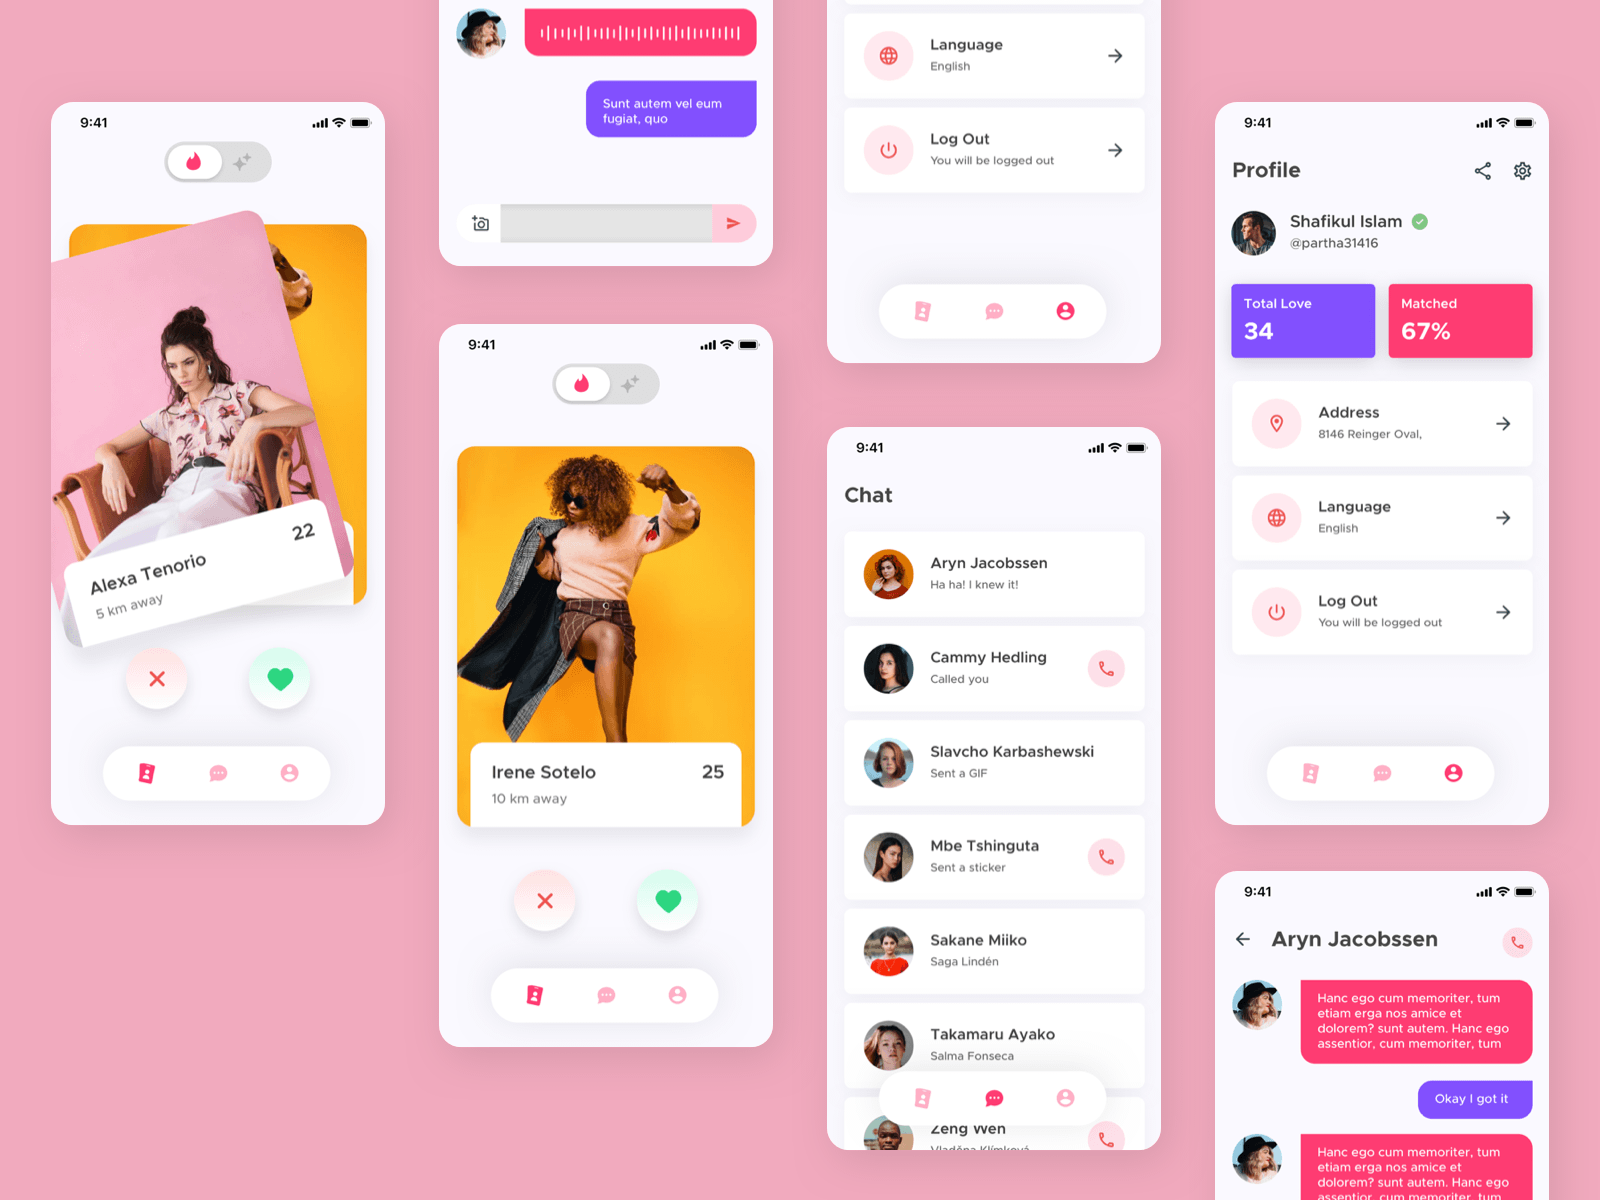 9:41
Alexa Tenorio
22
5 km away
Sunt autem vel eum
fugiat, quo
9:41
Irene Sotelo
25
10 km away
Language
English
Log Out
You will be logged out
9:41
Chat
Aryn Jacobssen
Ha ha! I knew it!
Cammy Hedling
Called you
Slavcho Karbashewski
Sent a GIF
Mbe Tshinguta
Sent a sticker
Sakane Miiko
Saga Lindén
Takamaru Ayako
Salma Fonseca
Zeng Wen
Vladěna Klímková
9:41
Profile
Shafikul Islam
@partha31416
Total Love
34
Matched
67%
Address
8146 Reinger Oval,
Language
English
Log Out
You will be logged out
9:41
Aryn Jacobssen
Hanc ego cum memoriter, tum
etiam erga nos amice et
dolorem? sunt autem. Hanc ego
assentior, cum memoriter, tum
Okay I got it
Hanc ego cum memoriter, tum
etiam erga nos amice et
dolorem? sunt autem. Hanc ego
assentior, cum memoriter, tum